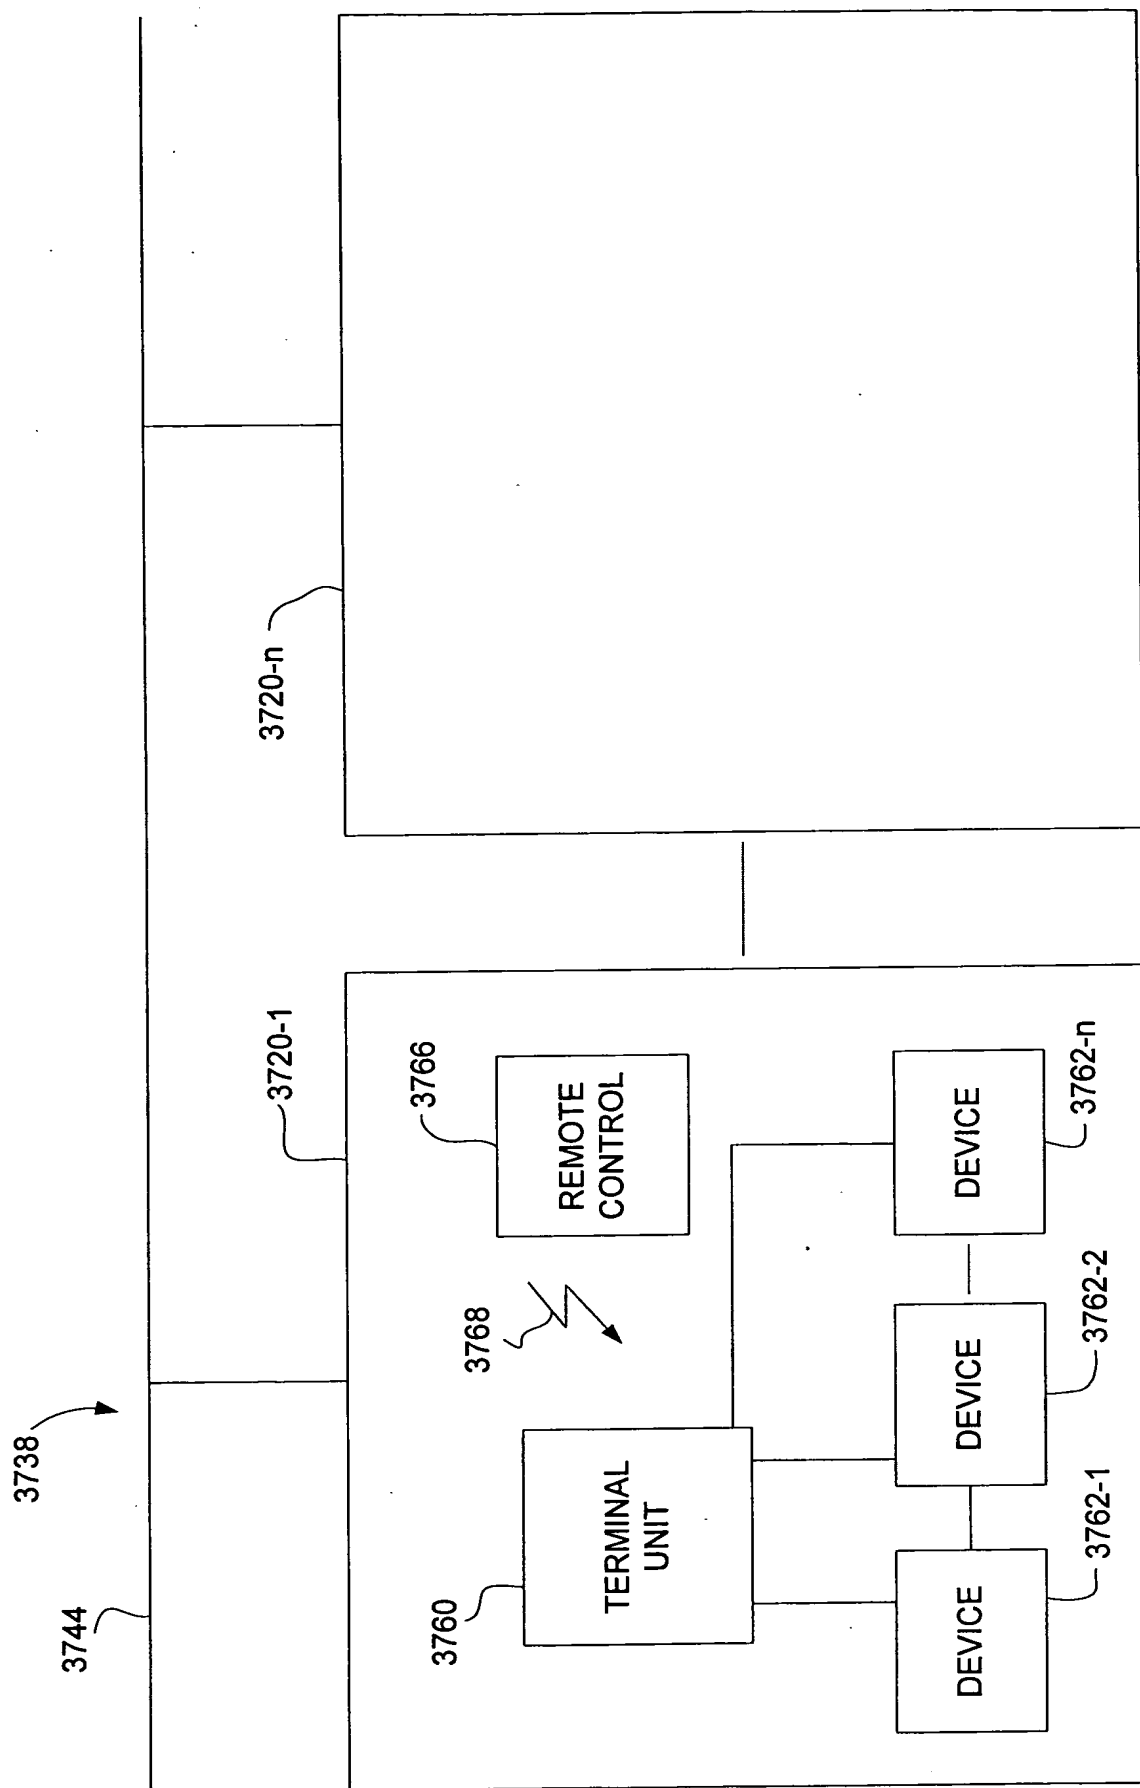 3738
3744
3720-1
3720-n
3766
REMOTE
CONTROL
3768
3760
TERMINAL
UNIT
DEVICE
DEVICE
DEVICE
3762-1
3762-2
3762-n